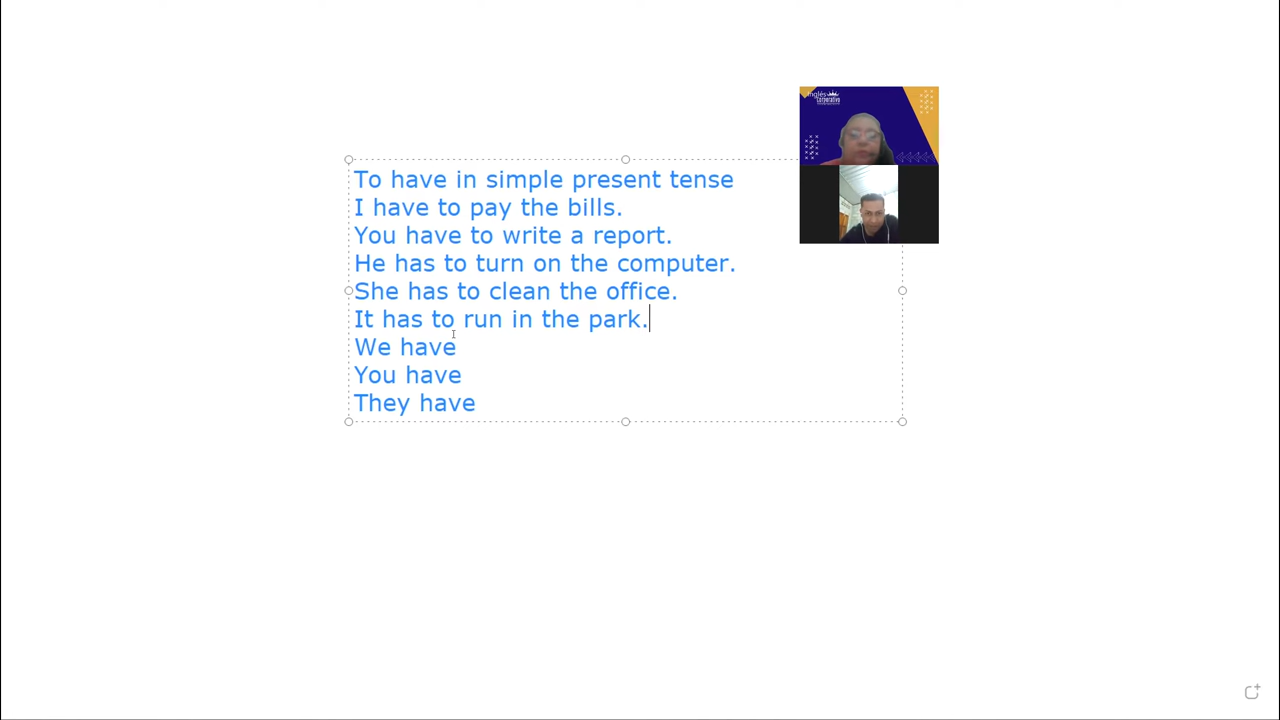 Inglés
Corporativo
To have in simple present tense
I have to pay the bills.
You have to write a report.
He has to turn on the computer.
She has to clean the office.
It has to run in the park.
We have
You have
They have